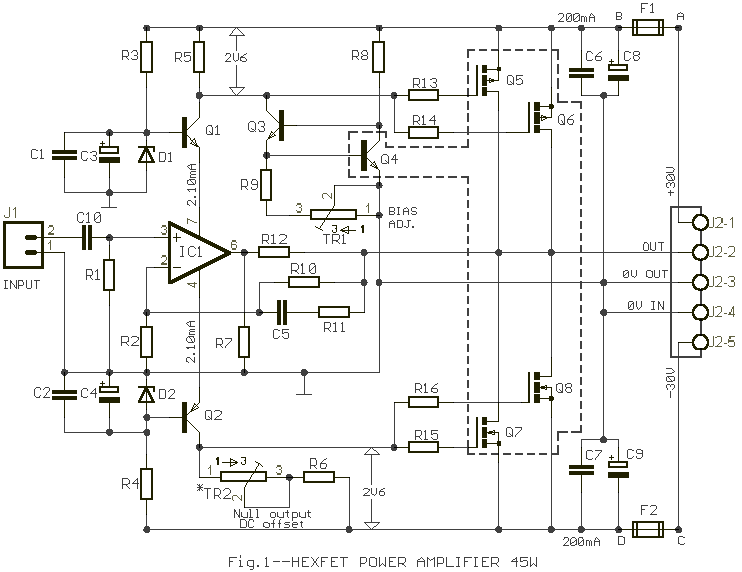 F1
200mA B A
R3 R5 2V6 R8 C6 C8
R13 Q5
Q1 Q3 R14 Q6
C1 C3 D1 Q4
2.10mA R9 2 +30V
J1 3 1 BIAS
C10 7 TR1 3 1 ADJ. J2-1
2 3 IC1 6 R12 OUT J2-2
1 2
INPUT R1 4 R10 0V OUT J2-3
C5 R11 0V IN J2-4
R2 2.10mA R7 J2-5
C2 C4 D2 R16 Q8 -30V
Q2 R15 Q7
1 1 3 3 R6 C7 C9
R4 *TR2 2 2V6
Null output
DC offset F2
200mA D C
Fig.1--HEXFET POWER AMPLIFIER 45W